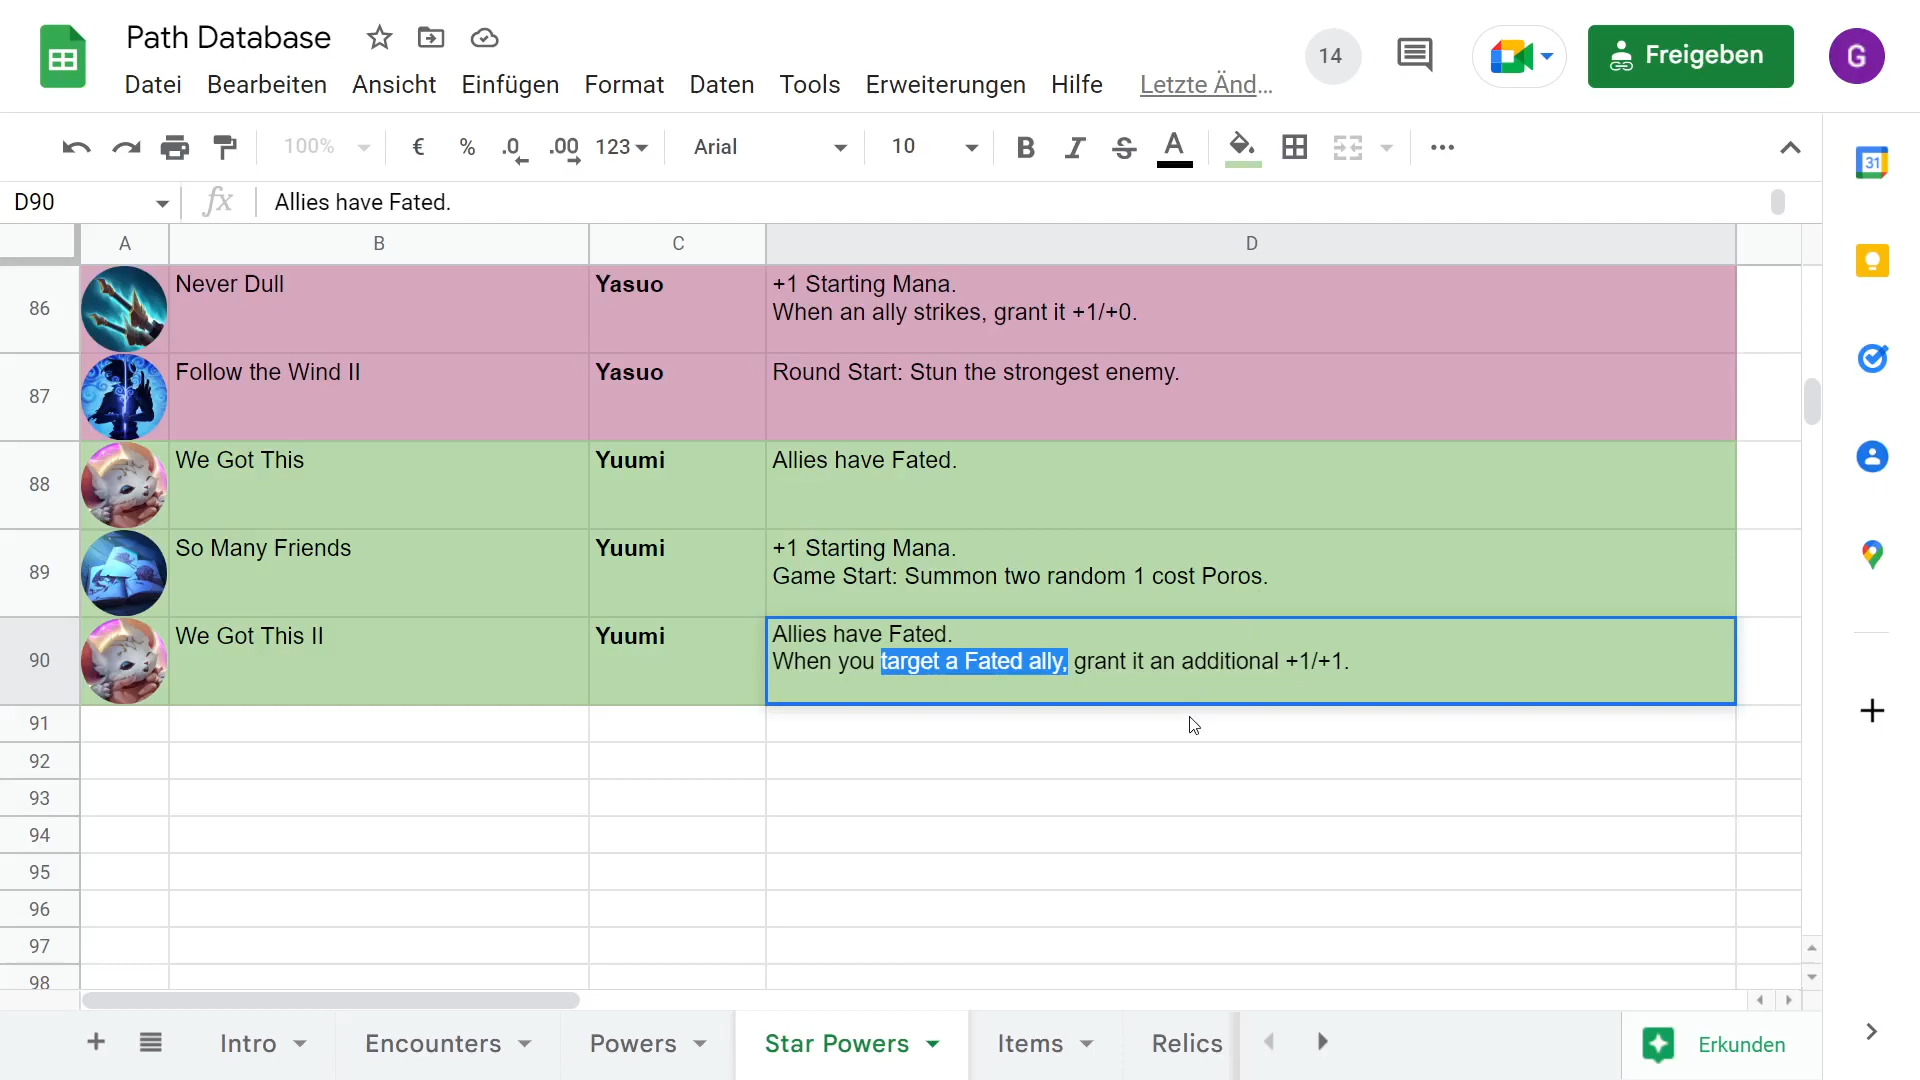 Path Database
Datei Bearbeiten Ansicht Einfügen Format Daten Tools Erweiterungen Hilfe Letzte Änd...
14
Freigeben
G
100% € % .0 .00 123 Arial 10 B I S A
31
D90 fx Allies have Fated.
A B C D
86 Never Dull Yasuo +1 Starting Mana.
When an ally strikes, grant it +1/+0.
87 Follow the Wind II Yasuo Round Start: Stun the strongest enemy.
88 We Got This Yuumi Allies have Fated.
89 So Many Friends Yuumi +1 Starting Mana.
Game Start: Summon two random 1 cost Poros.
90 We Got This II Yuumi Allies have Fated.
When you target a Fated ally, grant it an additional +1/+1.
91
92
93
94
95
96
97
98
Intro Encounters Powers Star Powers Items Relics Erkunden